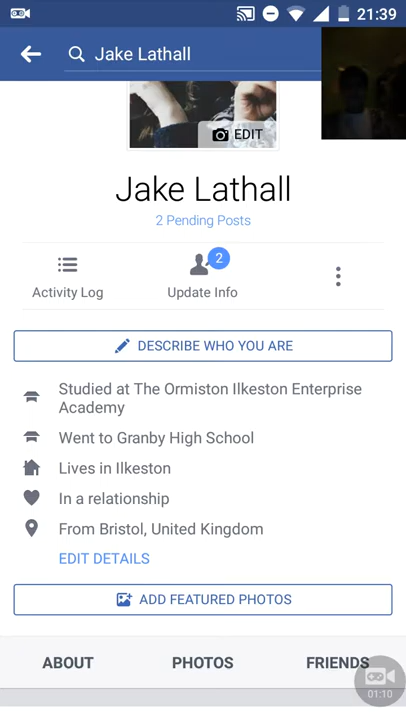 21:39
Jake Lathall
EDIT
Jake Lathall
2 Pending Posts
2
Activity Log
Update Info
DESCRIBE WHO YOU ARE
Studied at The Ormiston Ilkeston Enterprise
Academy
Went to Granby High School
Lives in Ilkeston
In a relationship
From Bristol, United Kingdom
EDIT DETAILS
ADD FEATURED PHOTOS
ABOUT PHOTOS FRIENDS
01:10